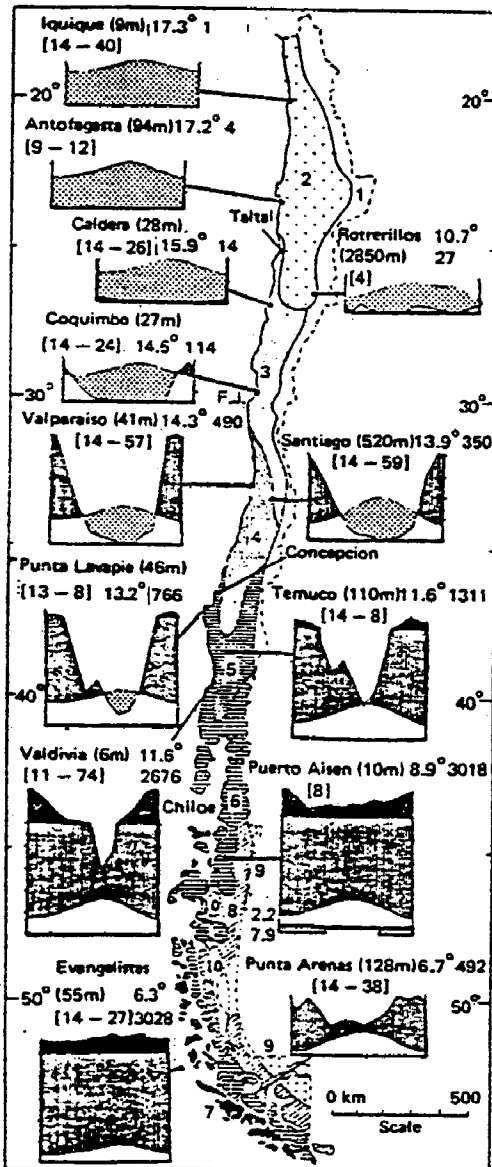 Iquique (9m) 17.3° 1
[14 – 40]
20°
20°
Antofagasta (94m) 17.2° 4
[9 – 12]
2
1
Taltal
Caldera (28m)
[14 – 26] 15.9° 14
Rotrerillos 10.7°
(2850m) 27
[4]
Coquimbo (27m)
[14 – 24] 14.5° 114
3
30°
F
30°
Valparaiso (41m) 14.3° 490
[14 – 57]
Santiago (520m) 13.9° 350
[14 – 59]
4
Concepcion
Punta Lavapie (46m)
[13 – 8] 13.2° 766
Temuco (110m) 11.6° 1311
[14 – 8]
5
40°
40°
Valdivia (6m) 11.6°
[11 – 74] 2676
Chiloe
6
Puerto Aisen (10m) 8.9° 3018
[8]
9
8
2.2
7.9
10
Evangelistas
50° (55m) 6.3°
[14 – 27] 3028
Punta Arenas (128m) 6.7° 492
[14 – 38]
50°
9
7
0 km 500
Scale